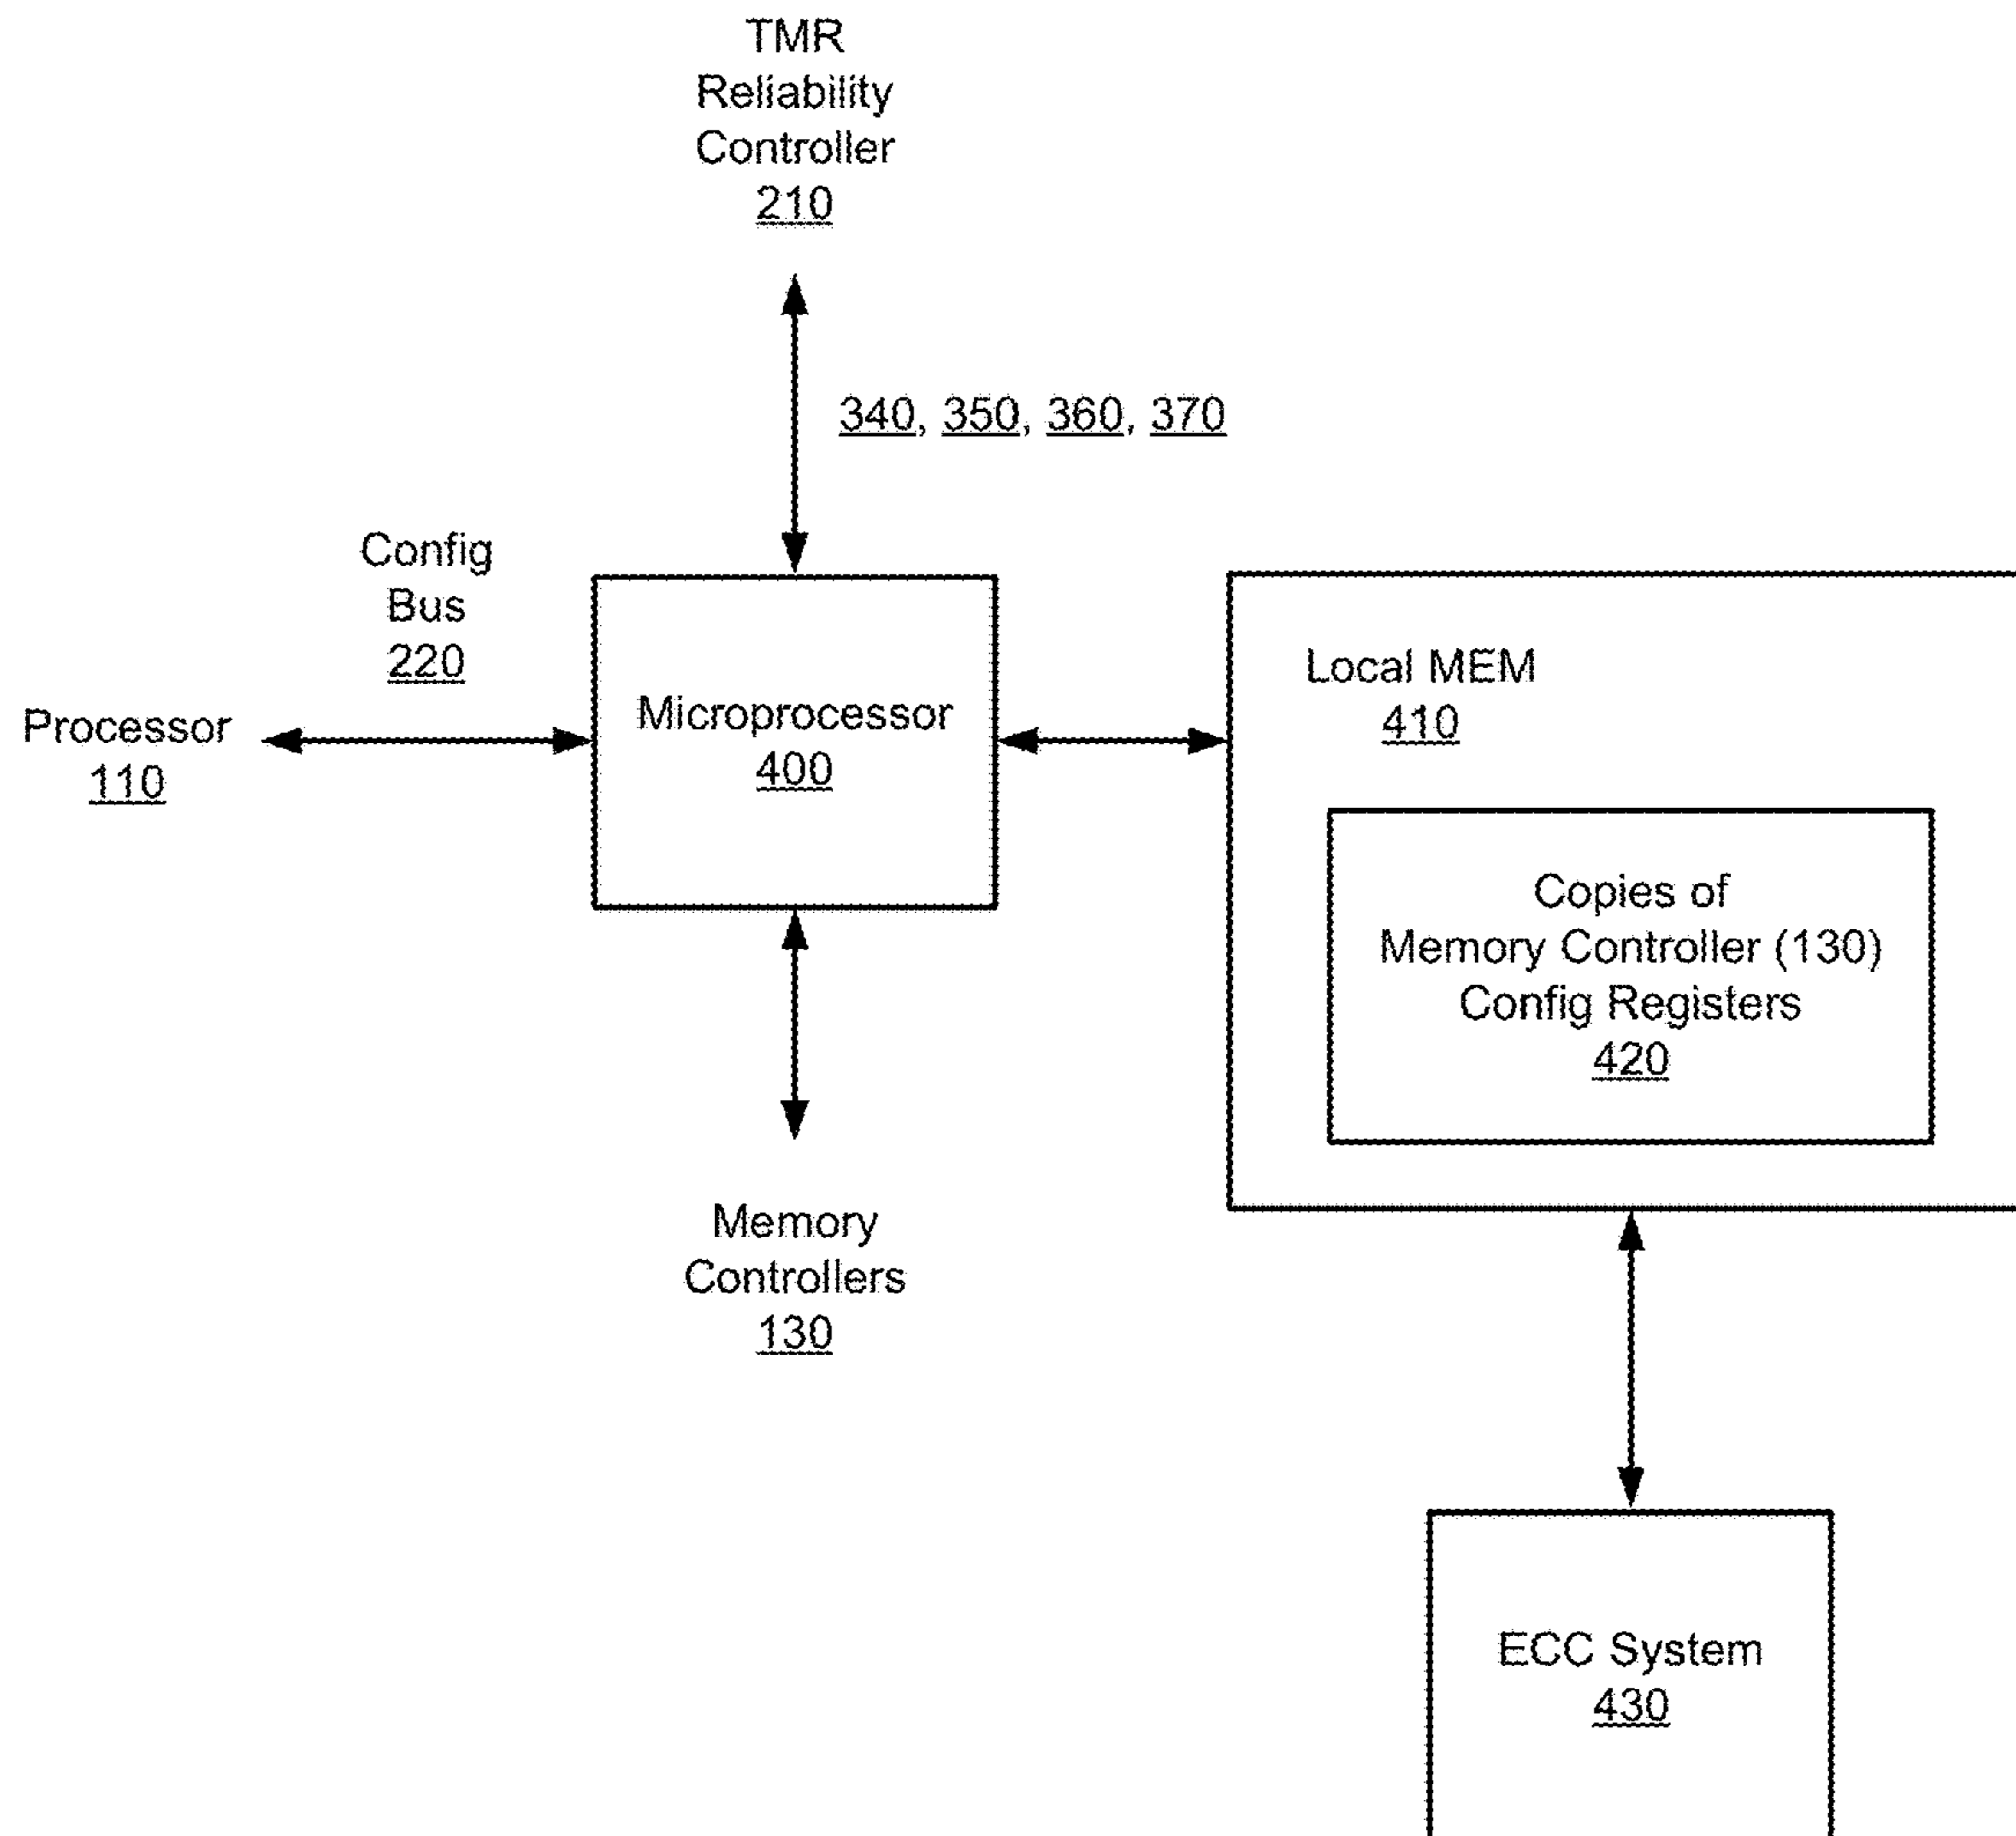 TMR
Reliability
Controller
210
340, 350, 360, 370
Config
Bus
220
Processor
110
Microprocessor
400
Local MEM
410
Copies of
Memory Controller (130)
Config Registers
420
Memory
Controllers
130
ECC System
430